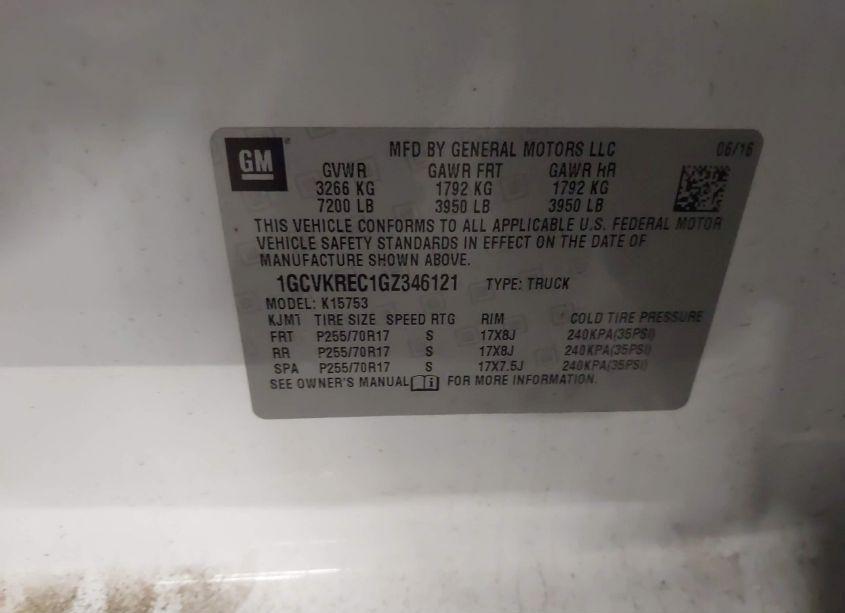 GM
MFD BY GENERAL MOTORS LLC 06/16
GVWR GAWR FRT GAWR RR
3266 KG 1792 KG 1792 KG
7200 LB 3950 LB 3950 LB
THIS VEHICLE CONFORMS TO ALL APPLICABLE U.S. FEDERAL MOTOR
VEHICLE SAFETY STANDARDS IN EFFECT ON THE DATE OF
MANUFACTURE SHOWN ABOVE.
1GCVKREC1GZ346121 TYPE: TRUCK
MODEL: K15753
KJM1 TIRE SIZE SPEED RTG RIM COLD TIRE PRESSURE
FRT P255/70R17 S 17X8J 240KPA(35PSI)
RR P255/70R17 S 17X8J 240KPA(35PSI)
SPA P255/70R17 S 17X7.5J 240KPA(35PSI)
SEE OWNER'S MANUAL FOR MORE INFORMATION.